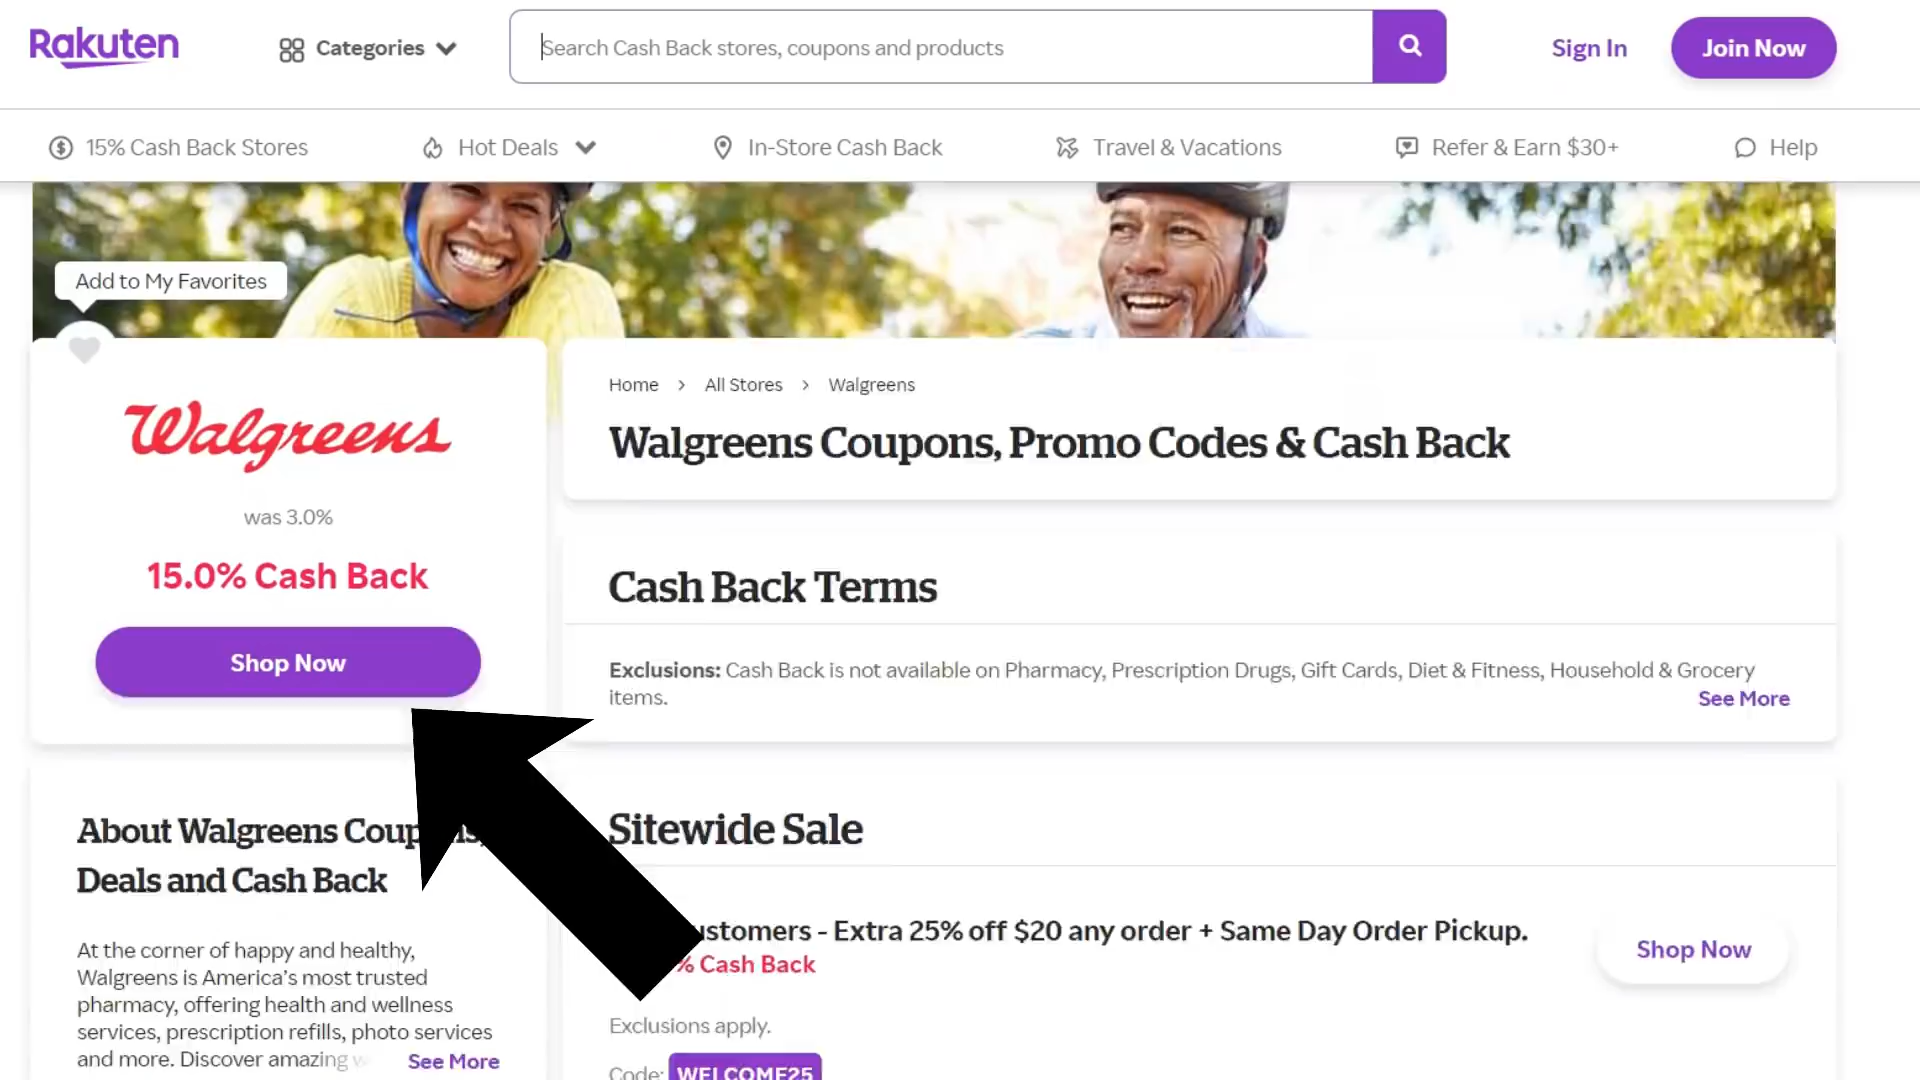 Rakuten
Categories
Search Cash Back stores, coupons and products
Sign In
Join Now
15% Cash Back Stores
Hot Deals
In-Store Cash Back
Travel & Vacations
Refer & Earn $30+
Help
Add to My Favorites
Walgreens
was 3.0%
15.0% Cash Back
Shop Now
Home > All Stores > Walgreens
Walgreens Coupons, Promo Codes & Cash Back
Cash Back Terms
Exclusions: Cash Back is not available on Pharmacy, Prescription Drugs, Gift Cards, Diet & Fitness, Household & Grocery
items.
See More
About Walgreens
Deals and Cash Back
At the corner of happy and healthy,
Walgreens is America's most trusted
pharmacy, offering health and wellness
services, prescription refills, photo services
and more. Discover amazing
See More
Sitewide Sale
- Extra 25% off $20 any order + Same Day Order Pickup.
% Cash Back
Shop Now
Exclusions apply.
Code: WELCOME25